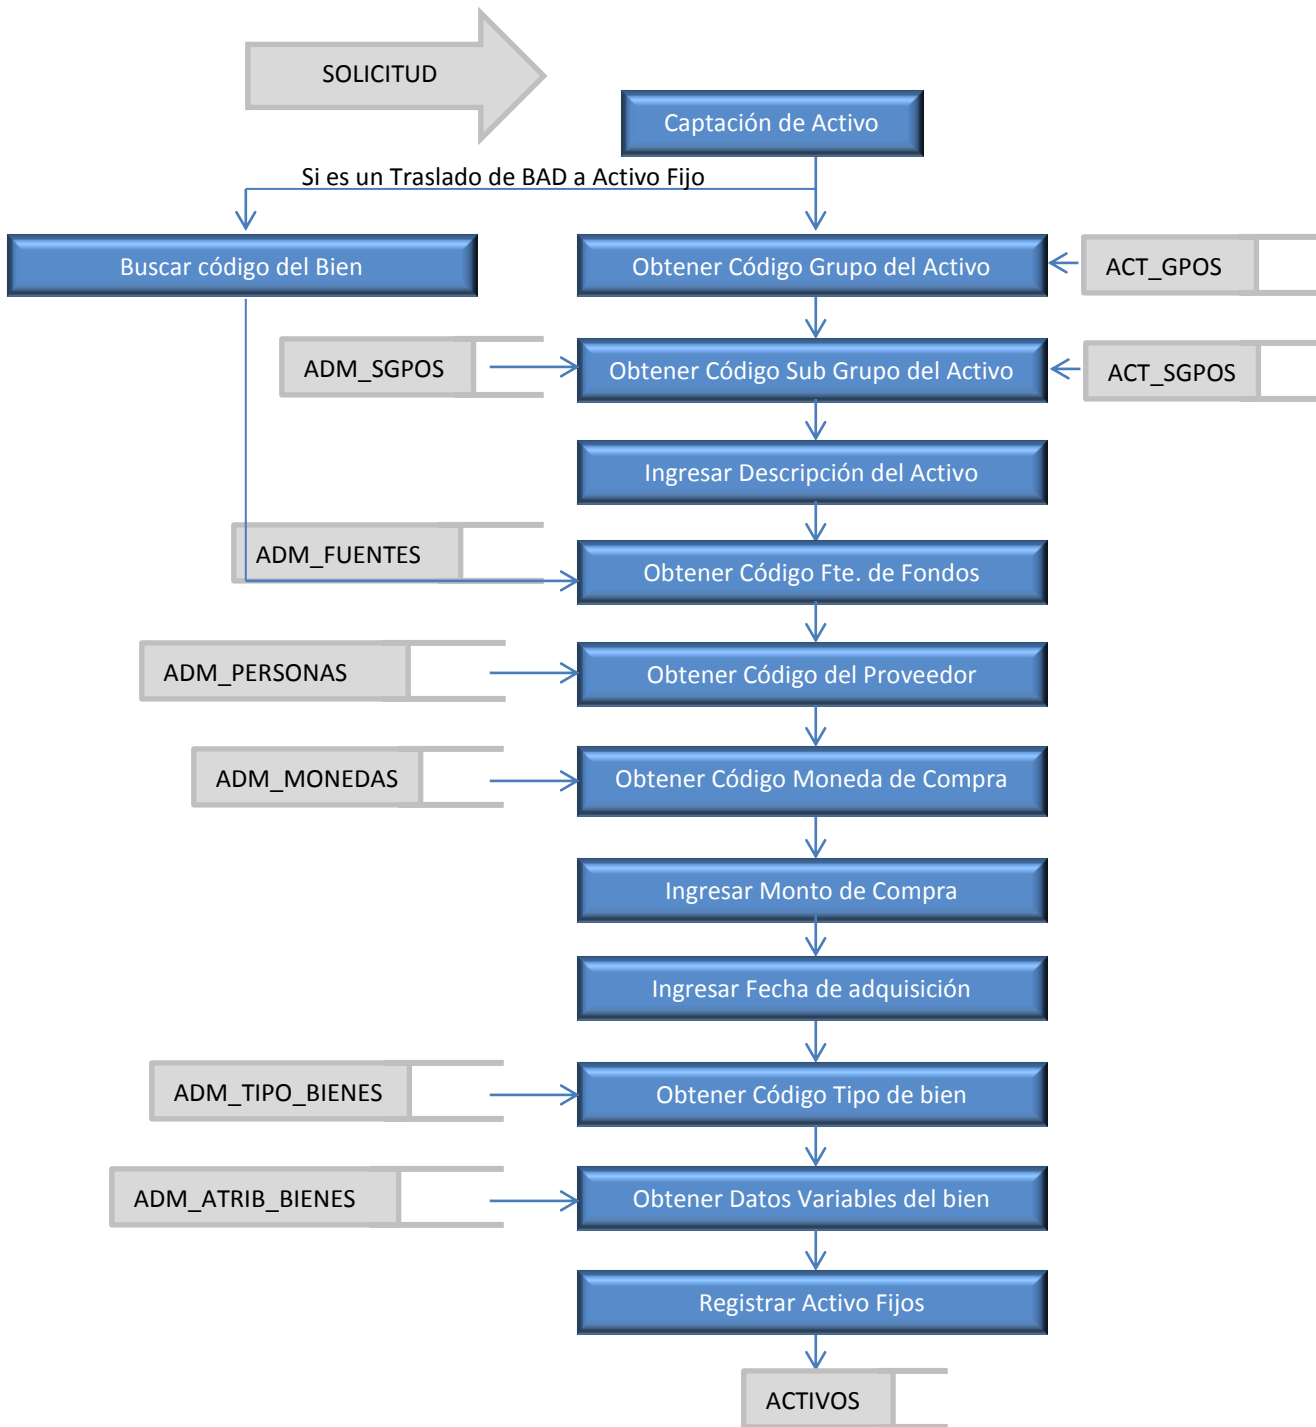 SOLICITUD
Captación de Activo
Si es un Traslado de BAD a Activo Fijo
Buscar código del Bien
Obtener Código Grupo del Activo
ACT_GPOS
ADM_SGPOS
Obtener Código Sub Grupo del Activo
ACT_SGPOS
Ingresar Descripción del Activo
ADM_FUENTES
Obtener Código Fte. de Fondos
ADM_PERSONAS
Obtener Código del Proveedor
ADM_MONEDAS
Obtener Código Moneda de Compra
Ingresar Monto de Compra
Ingresar Fecha de adquisición
ADM_TIPO_BIENES
Obtener Código Tipo de bien
ADM_ATRIB_BIENES
Obtener Datos Variables del bien
Registrar Activo Fijos
ACTIVOS